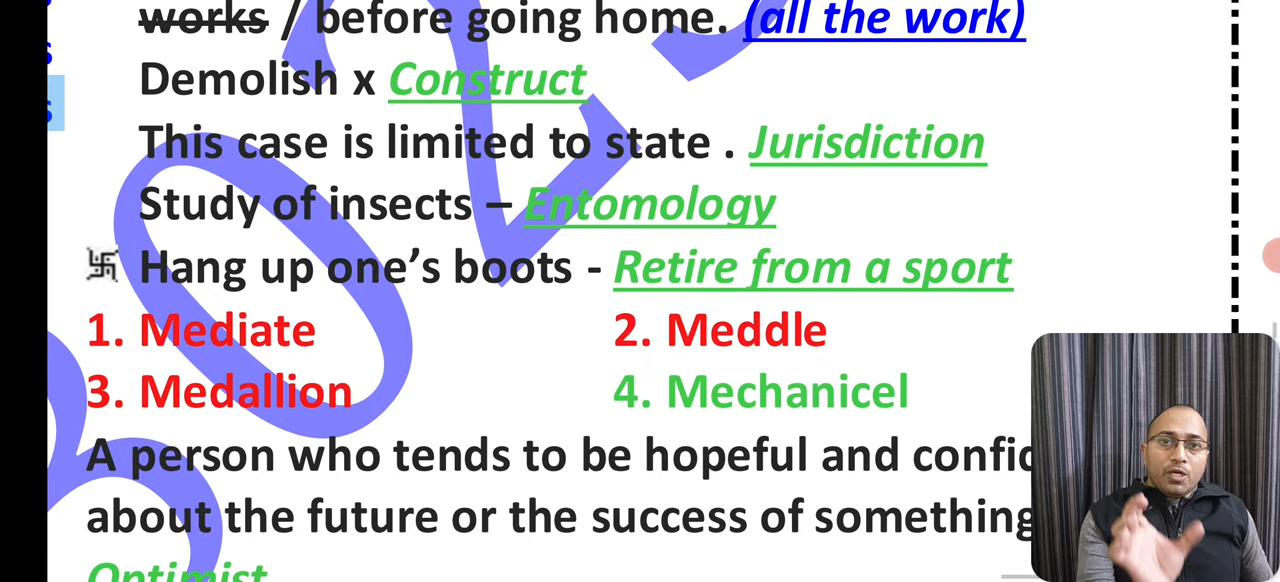 works / before going home. (all the work)
Demolish x Construct
This case is limited to state . Jurisdiction
Study of insects – Entomology
卐 Hang up one's boots - Retire from a sport
1. Mediate 2. Meddle
3. Medallion 4. Mechanicel
A person who tends to be hopeful and
about the future or the success of something
Optimist